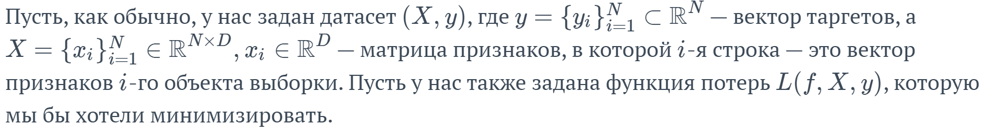 Пусть, как обычно, у нас задан датасет $(X, y)$, где $y = \{y_i\}_{i=1}^N \subset \mathbb{R}^N$ — вектор таргетов, а
$X = \{x_i\}_{i=1}^N \in \mathbb{R}^{N \times D}, x_i \in \mathbb{R}^D$ — матрица признаков, в которой $i$-я строка — это вектор
признаков $i$-го объекта выборки. Пусть у нас также задана функция потерь $L(f, X, y)$, которую
мы бы хотели минимизировать.